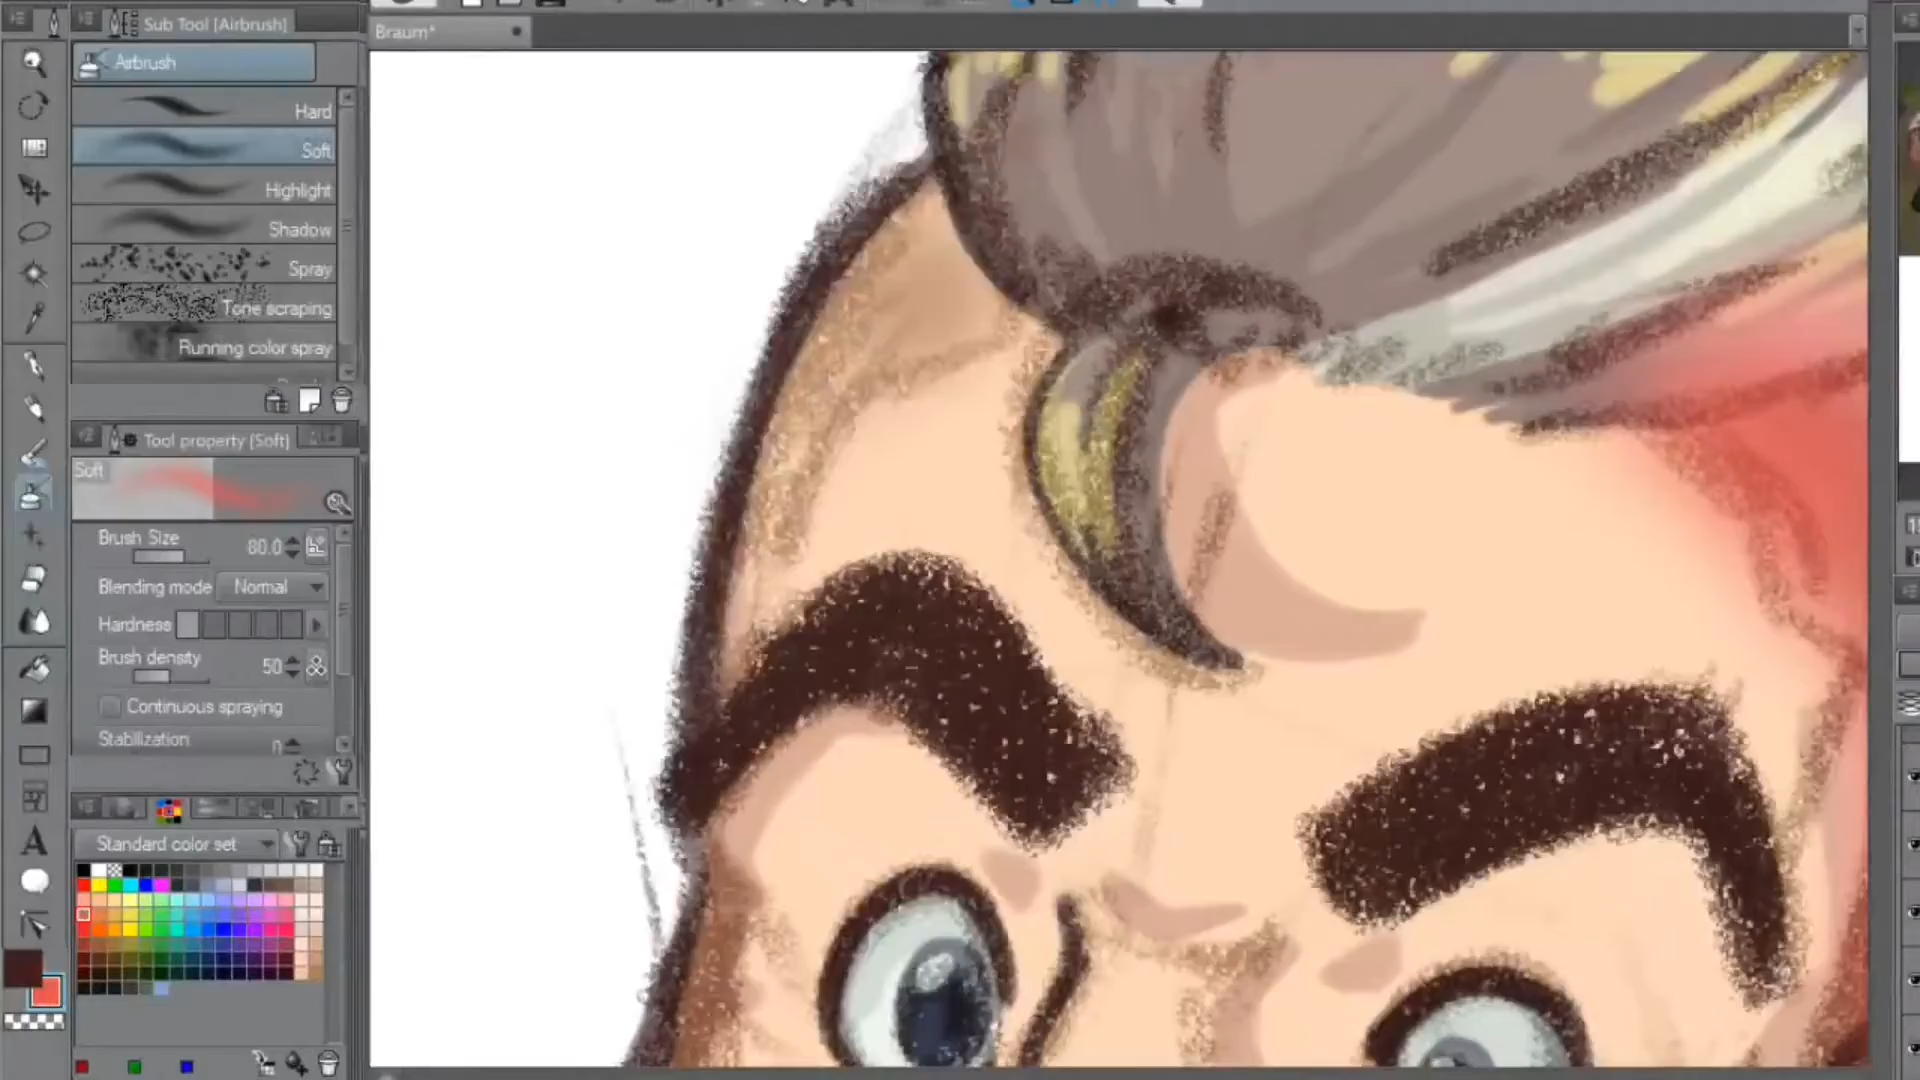 Sub Tool [Airbrush]
Braum*
Airbrush
Hard
Soft
Highlight
Shadow
Spray
Tone scraping
Running color spray
Tool property [Soft]
Soft
Brush Size 80.0
Blending mode Normal
Hardness
Brush density 50
Continuous spraying
Stabilization
Standard color set
A